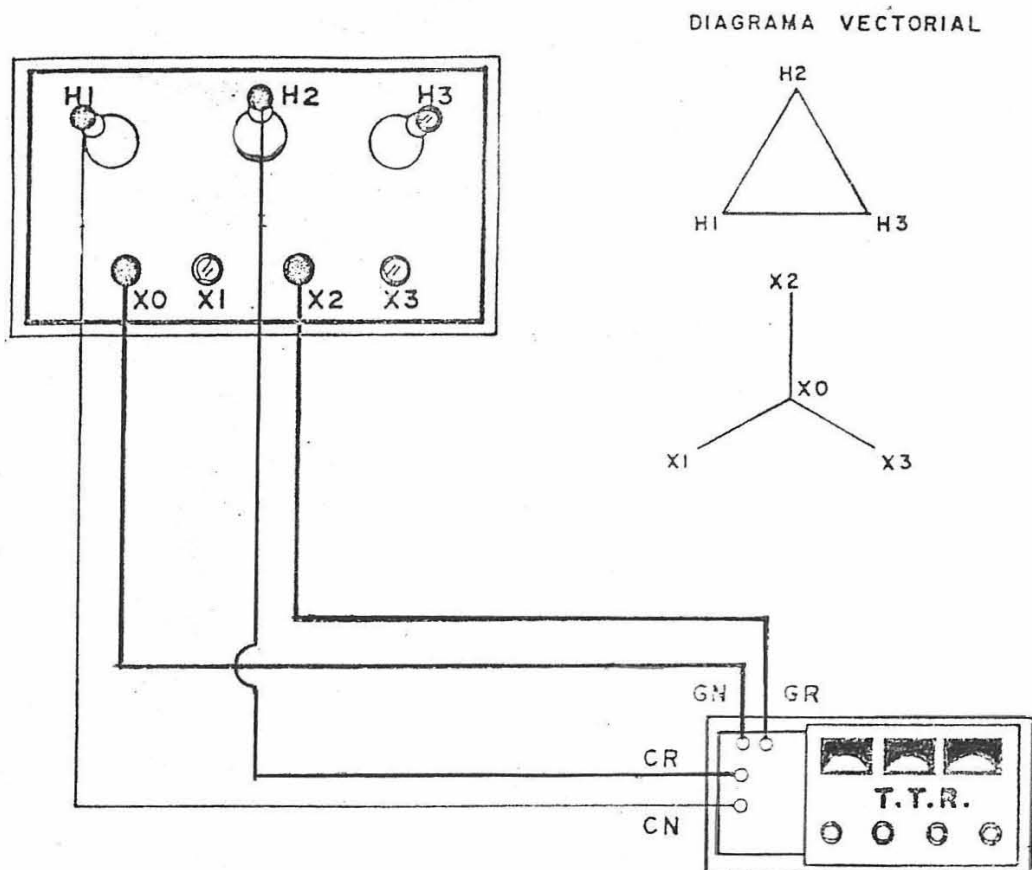 DIAGRAMA VECTORIAL
H1 H2 H3
X0 X1 X2 X3
H2
H1 H3
X2
X0
X1 X3
GN GR
CR
CN
T.T.R.